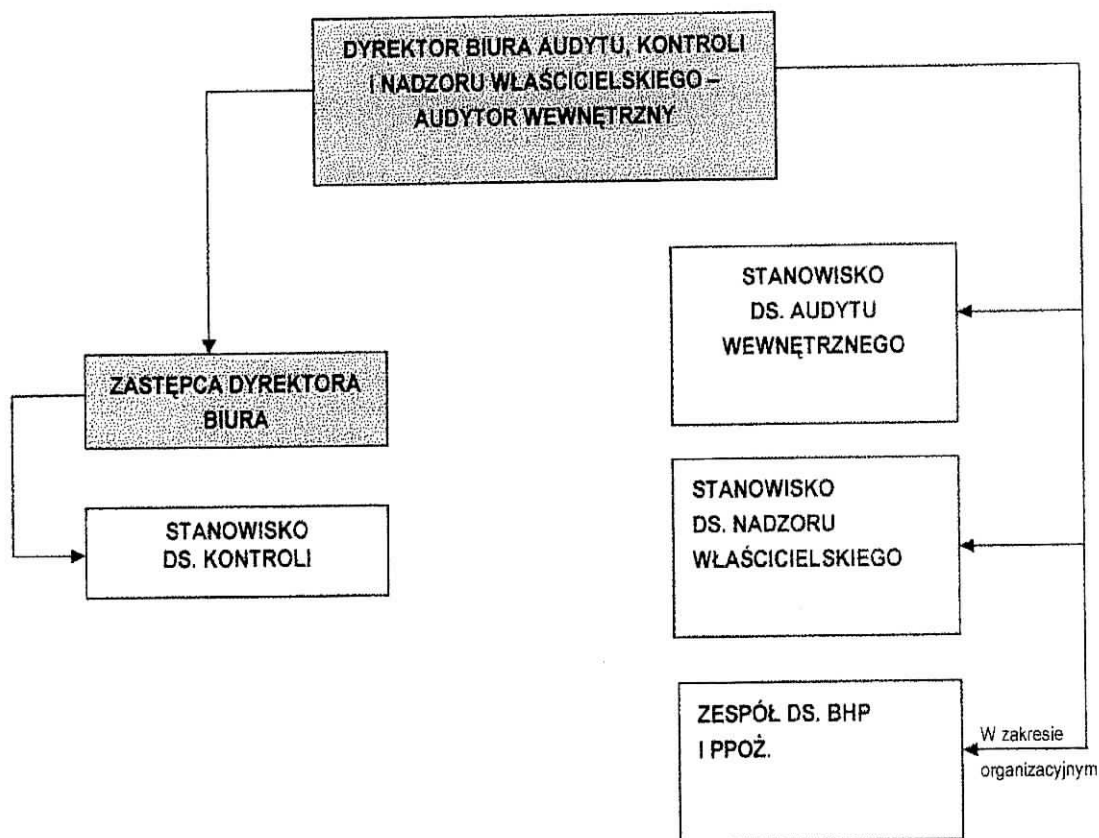 DYREKTOR BIURA AUDYTU, KONTROLI
I NADZORU WŁAŚCICIELSKIEGO –
AUDYTOR WEWNĘTRZNY
ZASTĘPCA DYREKTORA
BIURA
STANOWISKO
DS. KONTROLI
STANOWISKO
DS. AUDYTU
WEWNĘTRZNEGO
STANOWISKO
DS. NADZORU
WŁAŚCICIELSKIEGO
ZESPÓŁ DS. BHP
I PPOŻ.
W zakresie
organizacyjnym